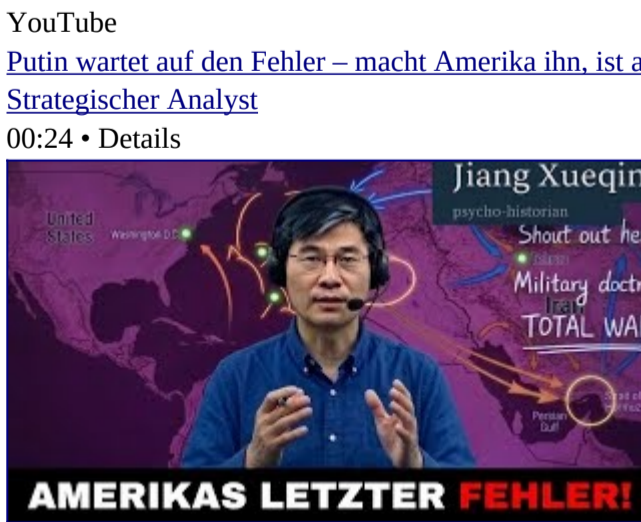 YouTube
Putin wartet auf den Fehler – macht Amerika ihn, ist a
Strategischer Analyst
00:24 • Details
Jiang Xueqin
psycho-historian
United
States
Washington D.C
Shout out he
Military doctr
Iran
TOTAL WA
Persian
Gulf
AMERIKAS LETZTER FEHLER!